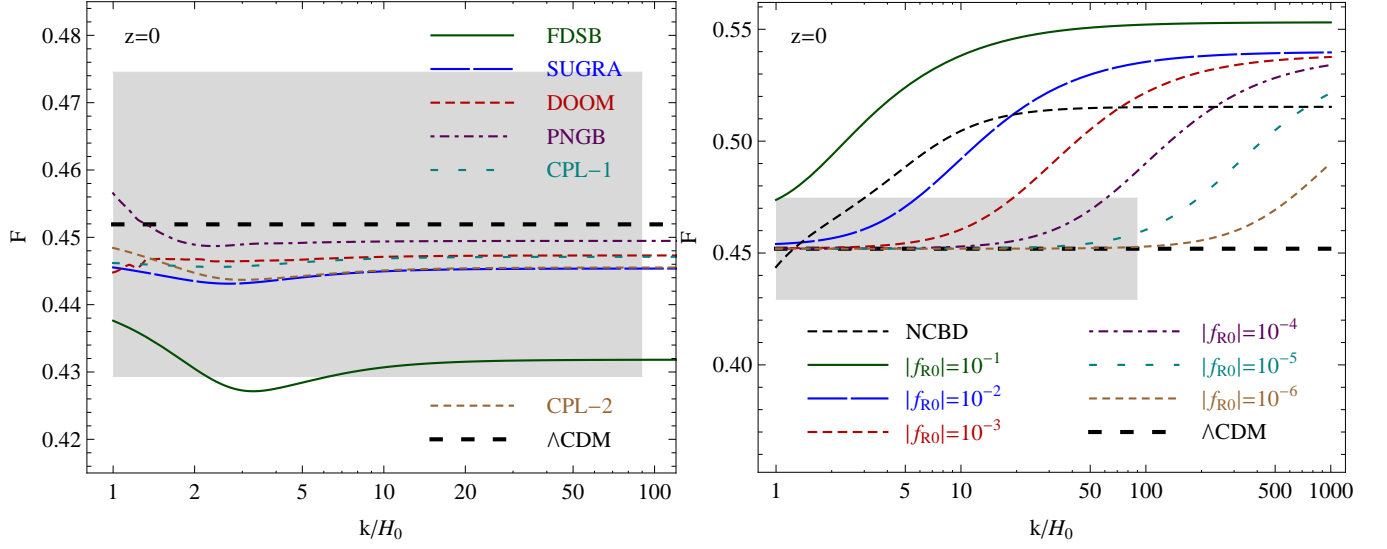 z=0
FDSB
SUGRA
DOOM
PNGB
CPL-1
CPL-2
ΛCDM
0.48
0.47
0.46
0.45
0.44
0.43
0.42
F
1 2 5 10 20 50 100
k/H0
z=0
0.55
0.50
0.45
0.40
F
NCBD
|fR0|=10^-1
|fR0|=10^-2
|fR0|=10^-3
|fR0|=10^-4
|fR0|=10^-5
|fR0|=10^-6
ΛCDM
1 5 10 50 100 500 1000
k/H0